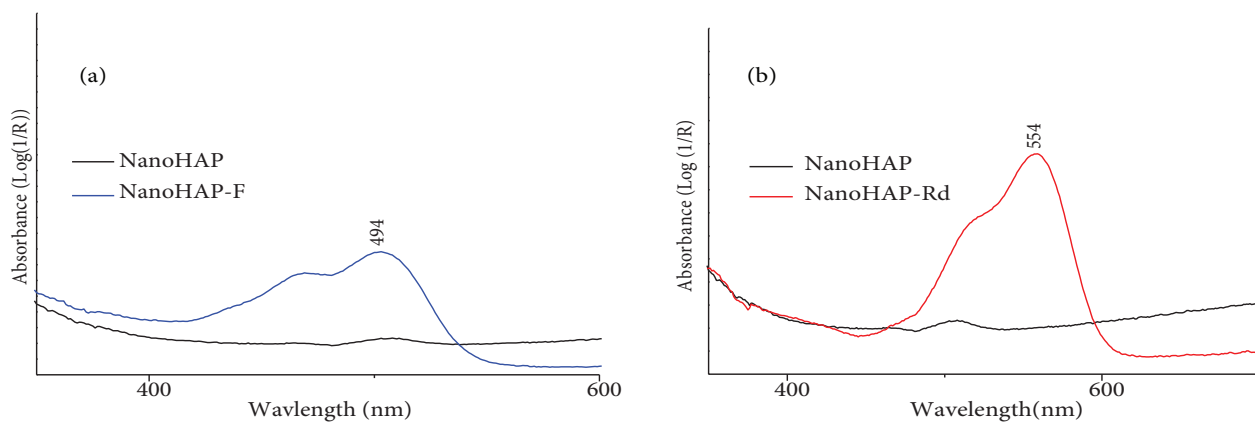 Absorbance (Log(1/R))
(a)
NanoHAP
NanoHAP-F
494
400
600
Wavlength (nm)
Absorbance (Log (1/R)
(b)
NanoHAP
NanoHAP-Rd
554
400
600
Wavelength(nm)